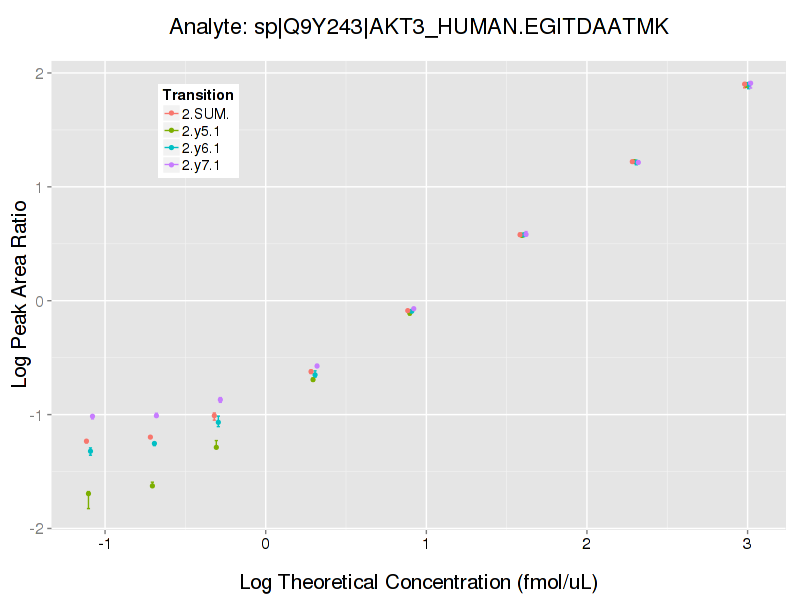 Analyte: sp|Q9Y243|AKT3_HUMAN.EGITDAATMK
Log Peak Area Ratio
2
1
0
-1
-2
Transition
2.SUM.
2.y5.1
2.y6.1
2.y7.1
-1 0 1 2 3
Log Theoretical Concentration (fmol/uL)